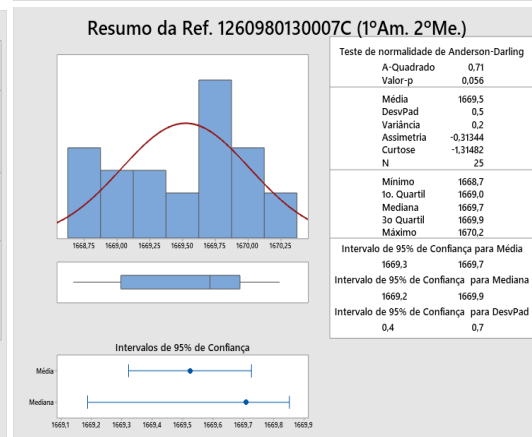 Resumo da Ref. 1260980130007C (1ºAm. 2ºMe.)
1668,75 1669,00 1669,25 1669,50 1669,75 1670,00 1670,25
Intervalos de 95% de Confiança
Média
Mediana
1669,1 1669,2 1669,3 1669,4 1669,5 1669,6 1669,7 1669,8 1669,9
Teste de normalidade de Anderson-Darling
A-Quadrado 0,71
Valor-p 0,056
Média 1669,5
DesvPad 0,5
Variância 0,2
Assimetria -0,31344
Curtose -1,31482
N 25
Mínimo 1668,7
1o. Quartil 1669,0
Mediana 1669,7
3o Quartil 1669,9
Máximo 1670,2
Intervalo de 95% de Confiança para Média
1669,3 1669,7
Intervalo de 95% de Confiança para Mediana
1669,2 1669,9
Intervalo de 95% de Confiança para DesvPad
0,4 0,7